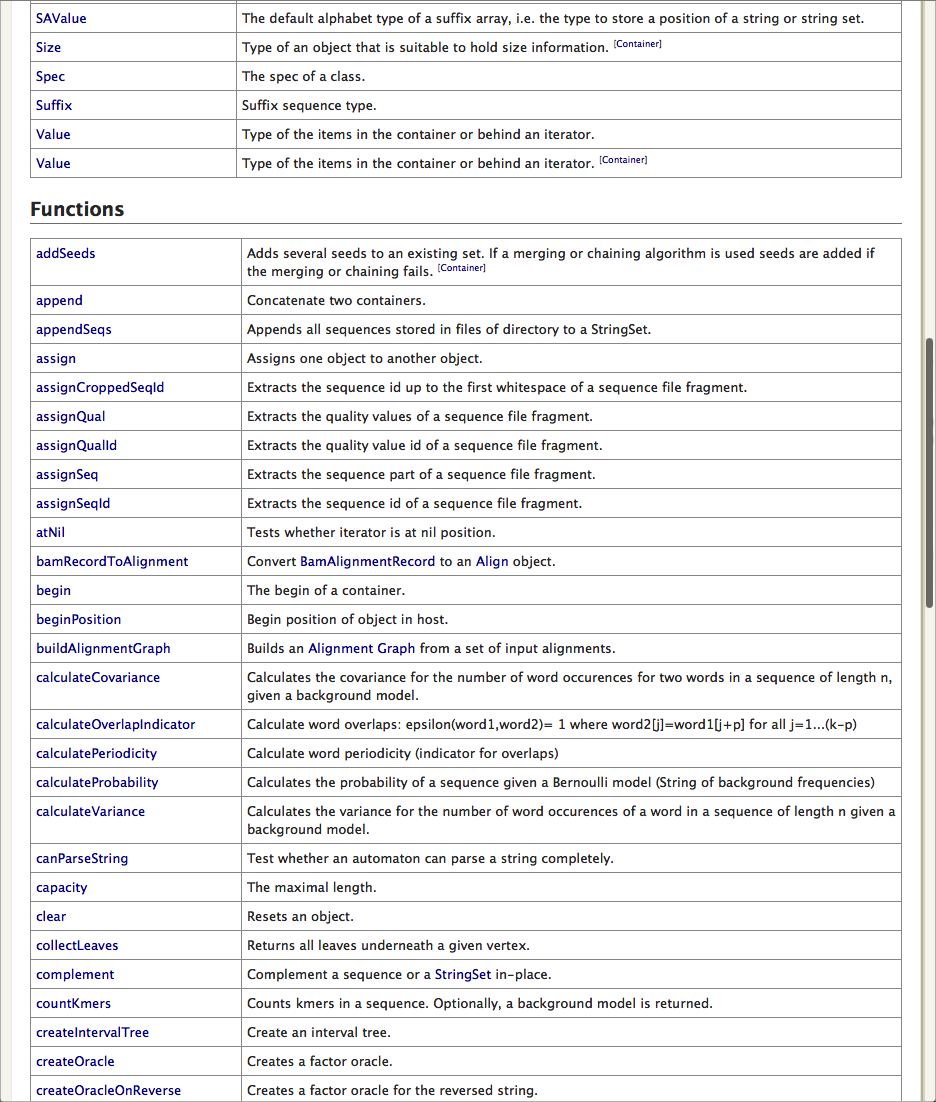 SAValue The default alphabet type of a suffix array, i.e. the type to store a position of a string or string set.
Size Type of an object that is suitable to hold size information. [Container]
Spec The spec of a class.
Suffix Suffix sequence type.
Value Type of the items in the container or behind an iterator.
Value Type of the items in the container or behind an iterator. [Container]
Functions
addSeeds Adds several seeds to an existing set. If a merging or chaining algorithm is used seeds are added if
the merging or chaining fails. [Container]
append Concatenate two containers.
appendSeqs Appends all sequences stored in files of directory to a StringSet.
assign Assigns one object to another object.
assignCroppedSeqId Extracts the sequence id up to the first whitespace of a sequence file fragment.
assignQual Extracts the quality values of a sequence file fragment.
assignQualId Extracts the quality value id of a sequence file fragment.
assignSeq Extracts the sequence part of a sequence file fragment.
assignSeqId Extracts the sequence id of a sequence file fragment.
atNil Tests whether iterator is at nil position.
bamRecordToAlignment Convert BamAlignmentRecord to an Align object.
begin The begin of a container.
beginPosition Begin position of object in host.
buildAlignmentGraph Builds an Alignment Graph from a set of input alignments.
calculateCovariance Calculates the covariance for the number of word occurences for two words in a sequence of length n,
given a background model.
calculateOverlapIndicator Calculate word overlaps: epsilon(word1,word2)= 1 where word2[j]=word1[j+p] for all j=1...(k-p)
calculatePeriodicity Calculate word periodicity (indicator for overlaps)
calculateProbability Calculates the probability of a sequence given a Bernoulli model (String of background frequencies)
calculateVariance Calculates the variance for the number of word occurences of a word in a sequence of length n given a
background model.
canParseString Test whether an automaton can parse a string completely.
capacity The maximal length.
clear Resets an object.
collectLeaves Returns all leaves underneath a given vertex.
complement Complement a sequence or a StringSet in-place.
countKmers Counts kmers in a sequence. Optionally, a background model is returned.
createIntervalTree Create an interval tree.
createOracle Creates a factor oracle.
createOracleOnReverse Creates a factor oracle for the reversed string.